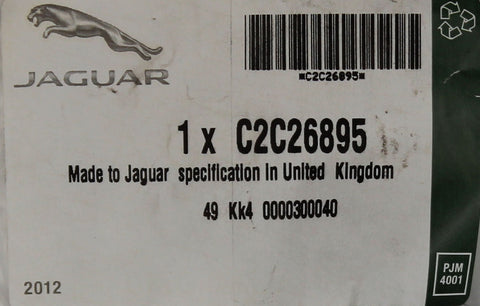 JAGUAR
*C2C26895*
1 x C2C26895
Made to Jaguar specification In United Kingdom
49 Kk4 0000300040
2012
PJM
4001